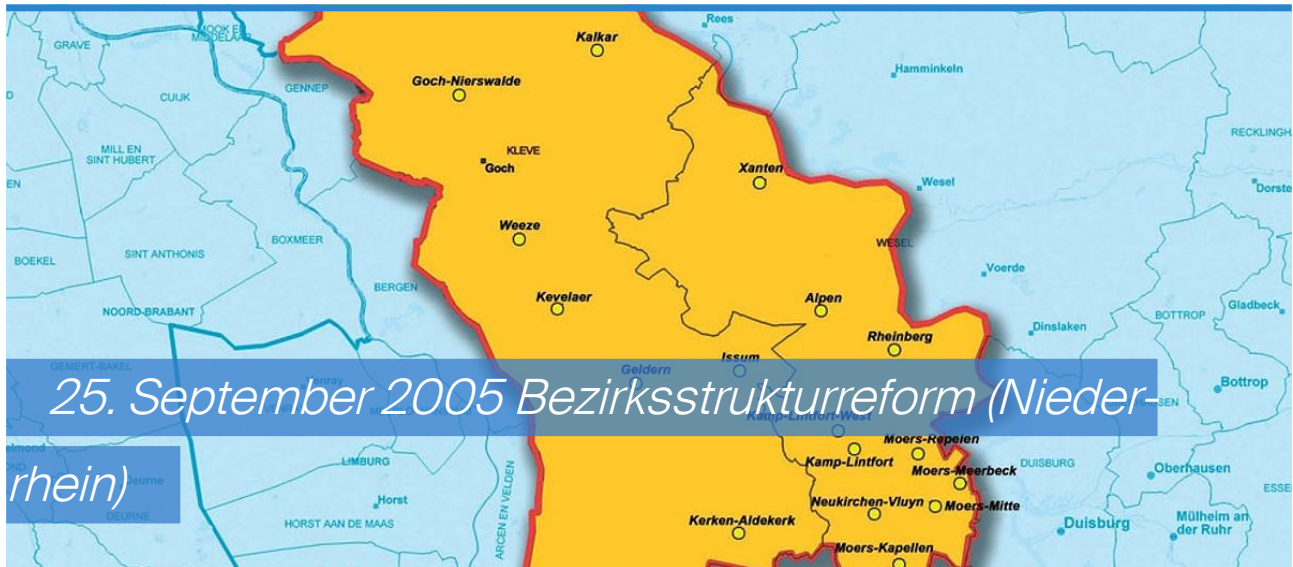 MOOK EN
MIDDELAAR
Rees
GRAVE
Kalkar
Hamminkeln
Goch-Nierswalde
GENNEP
CUIJK
RECKLINGH
MILL EN
SINT HUBERT
KLEVE
Goch
Xanten
Wesel
Dorste
Weeze
BOXMEER
WESEL
SINT ANTHONIS
BOEKEL
Voerde
BERGEN
Kevelaer
Alpen
Gladbeck
NOORD-BRABANT
BOTTROP
Dinslaken
Rheinberg
Issum
GEMERT-BAKEL
Geldern
Venray
Bottrop
25. September 2005 Bezirksstrukturreform (Nieder-
rhein)
Kamp-Lintfort-West
Moers-Repelen
LIMBURG
Kamp-Lintfort
DUISBURG
Moers-Meerbeck
Oberhausen
Deurne
ESSE
Horst
Neukirchen-Vluyn
Moers-Mitte
DEURNE
HORST AAN DE MAAS
ARCEN EN VELDEN
Kerken-Aldekerk
Duisburg
Mülheim an
der Ruhr
Moers-Kapellen